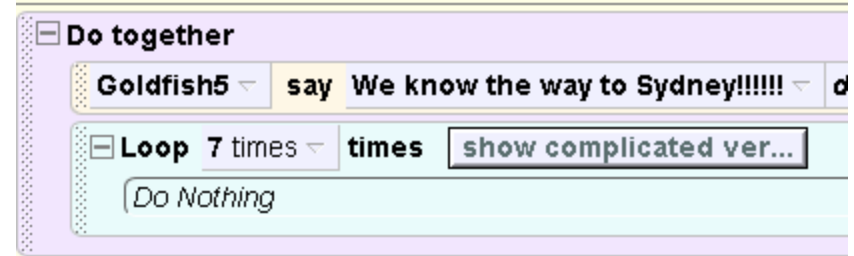 Do together
Goldfish5 say We know the way to Sydney!!!!!! d
Loop 7 times times show complicated ver...
Do Nothing